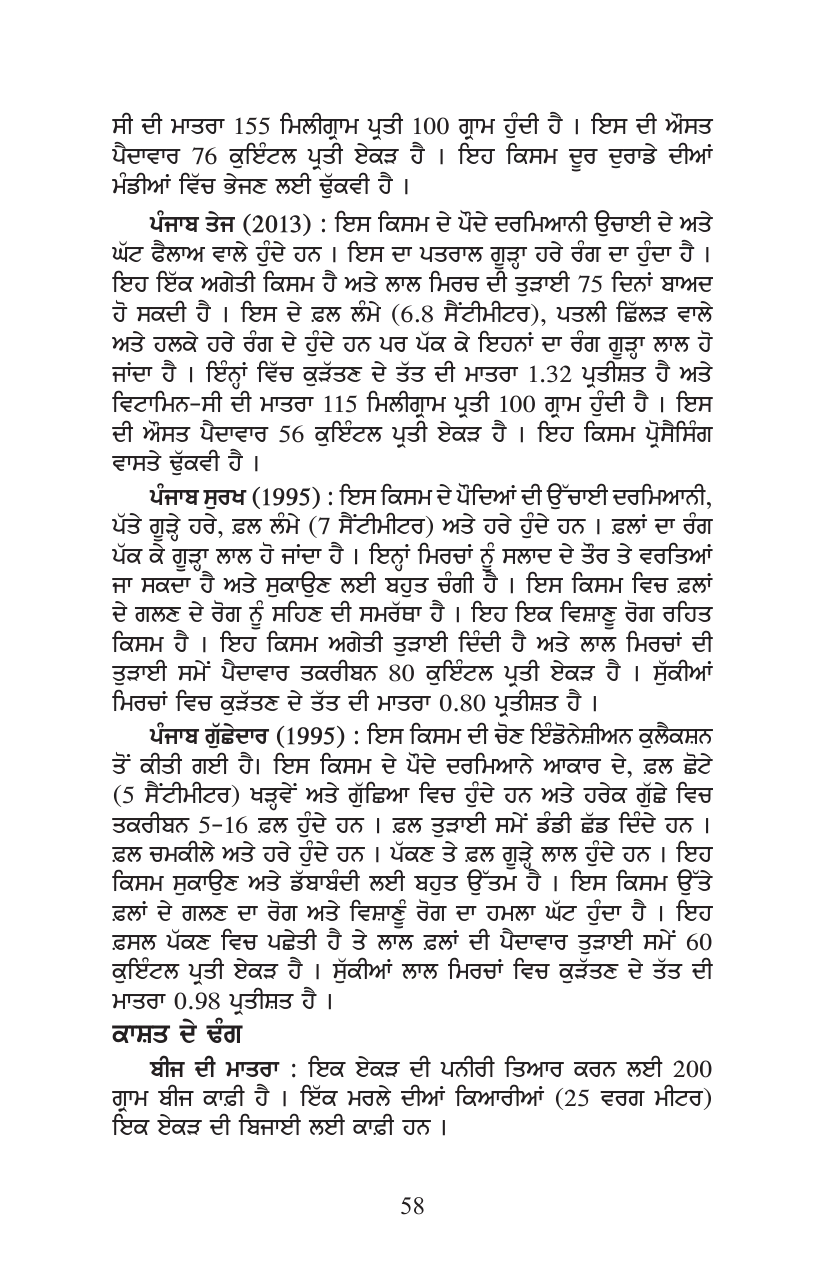 ਸੀ ਦੀ ਮਾਤਰਾ 155 ਮਿਲੀਗ੍ਰਾਮ ਪ੍ਰਤੀ 100 ਗ੍ਰਾਮ ਹੁੰਦੀ ਹੈ । ਇਸ ਦੀ ਔਸਤ
ਪੈਦਾਵਾਰ 76 ਕੁਇੰਟਲ ਪ੍ਰਤੀ ਏਕੜ ਹੈ । ਇਹ ਕਿਸਮ ਦੂਰ ਦੁਰਾਡੇ ਦੀਆਂ
ਮੰਡੀਆਂ ਵਿੱਚ ਭੇਜਣ ਲਈ ਢੁੱਕਵੀ ਹੈ ।
ਪੰਜਾਬ ਤੇਜ (2013) : ਇਸ ਕਿਸਮ ਦੇ ਪੌਦੇ ਦਰਮਿਆਨੀ ਉਚਾਈ ਦੇ ਅਤੇ
ਘੱਟ ਫੈਲਾਅ ਵਾਲੇ ਹੁੰਦੇ ਹਨ । ਇਸ ਦਾ ਪਤਰਾਲ ਗੂੜ੍ਹਾ ਹਰੇ ਰੰਗ ਦਾ ਹੁੰਦਾ ਹੈ ।
ਇਹ ਇੱਕ ਅਗੇਤੀ ਕਿਸਮ ਹੈ ਅਤੇ ਲਾਲ ਮਿਰਚ ਦੀ ਤੁੜਾਈ 75 ਦਿਨਾਂ ਬਾਅਦ
ਹੋ ਸਕਦੀ ਹੈ । ਇਸ ਦੇ ਫ਼ਲ ਲੰਮੇ (6.8 ਸੈਂਟੀਮੀਟਰ), ਪਤਲੀ ਛਿੱਲੜ ਵਾਲੇ
ਅਤੇ ਹਲਕੇ ਹਰੇ ਰੰਗ ਦੇ ਹੁੰਦੇ ਹਨ ਪਰ ਪੱਕ ਕੇ ਇਹਨਾਂ ਦਾ ਰੰਗ ਗੂੜ੍ਹਾ ਲਾਲ ਹੋ
ਜਾਂਦਾ ਹੈ । ਇੰਨ੍ਹਾਂ ਵਿੱਚ ਕੁੜੱਤਣ ਦੇ ਤੱਤ ਦੀ ਮਾਤਰਾ 1.32 ਪ੍ਰਤੀਸ਼ਤ ਹੈ ਅਤੇ
ਵਿਟਾਮਿਨ-ਸੀ ਦੀ ਮਾਤਰਾ 115 ਮਿਲੀਗ੍ਰਾਮ ਪ੍ਰਤੀ 100 ਗ੍ਰਾਮ ਹੁੰਦੀ ਹੈ । ਇਸ
ਦੀ ਔਸਤ ਪੈਦਾਵਾਰ 56 ਕੁਇੰਟਲ ਪ੍ਰਤੀ ਏਕੜ ਹੈ । ਇਹ ਕਿਸਮ ਪ੍ਰੋਸੈਸਿੰਗ
ਵਾਸਤੇ ਢੁੱਕਵੀ ਹੈ ।
ਪੰਜਾਬ ਸੁਰਖ (1995) : ਇਸ ਕਿਸਮ ਦੇ ਪੌਦਿਆਂ ਦੀ ਉੱਚਾਈ ਦਰਮਿਆਨੀ,
ਪੱਤੇ ਗੂੜ੍ਹੇ ਹਰੇ, ਫ਼ਲ ਲੰਮੇ (7 ਸੈਂਟੀਮੀਟਰ) ਅਤੇ ਹਰੇ ਹੁੰਦੇ ਹਨ । ਫ਼ਲਾਂ ਦਾ ਰੰਗ
ਪੱਕ ਕੇ ਗੂੜ੍ਹਾ ਲਾਲ ਹੋ ਜਾਂਦਾ ਹੈ । ਇਨ੍ਹਾਂ ਮਿਰਚਾਂ ਨੂੰ ਸਲਾਦ ਦੇ ਤੌਰ ਤੇ ਵਰਤਿਆਂ
ਜਾ ਸਕਦਾ ਹੈ ਅਤੇ ਸੁਕਾਉਣ ਲਈ ਬਹੁਤ ਚੰਗੀ ਹੈ । ਇਸ ਕਿਸਮ ਵਿਚ ਫ਼ਲਾਂ
ਦੇ ਗਲਣ ਦੇ ਰੋਗ ਨੂੰ ਸਹਿਣ ਦੀ ਸਮਰੱਥਾ ਹੈ । ਇਹ ਇਕ ਵਿਸ਼ਾਣੂ ਰੋਗ ਰਹਿਤ
ਕਿਸਮ ਹੈ । ਇਹ ਕਿਸਮ ਅਗੇਤੀ ਤੁੜਾਈ ਦਿੰਦੀ ਹੈ ਅਤੇ ਲਾਲ ਮਿਰਚਾਂ ਦੀ
ਤੁੜਾਈ ਸਮੇਂ ਪੈਦਾਵਾਰ ਤਕਰੀਬਨ 80 ਕੁਇੰਟਲ ਪ੍ਰਤੀ ਏਕੜ ਹੈ । ਸੁੱਕੀਆਂ
ਮਿਰਚਾਂ ਵਿਚ ਕੁੜੱਤਣ ਦੇ ਤੱਤ ਦੀ ਮਾਤਰਾ 0.80 ਪ੍ਰਤੀਸ਼ਤ ਹੈ ।
ਪੰਜਾਬ ਗੁੱਛੇਦਾਰ (1995) : ਇਸ ਕਿਸਮ ਦੀ ਚੋਣ ਇੰਡੋਨੇਸ਼ੀਅਨ ਕੁਲੈਕਸ਼ਨ
ਤੋਂ ਕੀਤੀ ਗਈ ਹੈ। ਇਸ ਕਿਸਮ ਦੇ ਪੌਦੇ ਦਰਮਿਆਨੇ ਆਕਾਰ ਦੇ, ਫ਼ਲ ਛੋਟੇ
(5 ਸੈਂਟੀਮੀਟਰ) ਖੜ੍ਹਵੇਂ ਅਤੇ ਗੁੱਛਿਆ ਵਿਚ ਹੁੰਦੇ ਹਨ ਅਤੇ ਹਰੇਕ ਗੁੱਛੇ ਵਿਚ
ਤਕਰੀਬਨ 5-16 ਫ਼ਲ ਹੁੰਦੇ ਹਨ । ਫ਼ਲ ਤੁੜਾਈ ਸਮੇਂ ਡੰਡੀ ਛੱਡ ਦਿੰਦੇ ਹਨ ।
ਫ਼ਲ ਚਮਕੀਲੇ ਅਤੇ ਹਰੇ ਹੁੰਦੇ ਹਨ । ਪੱਕਣ ਤੇ ਫ਼ਲ ਗੂੜ੍ਹੇ ਲਾਲ ਹੁੰਦੇ ਹਨ । ਇਹ
ਕਿਸਮ ਸੁਕਾਉਣ ਅਤੇ ਡੱਬਾਬੰਦੀ ਲਈ ਬਹੁਤ ਉੱਤਮ ਹੈ । ਇਸ ਕਿਸਮ ਉੱਤੇ
ਫ਼ਲਾਂ ਦੇ ਗਲਣ ਦਾ ਰੋਗ ਅਤੇ ਵਿਸ਼ਾਣੂੰ ਰੋਗ ਦਾ ਹਮਲਾ ਘੱਟ ਹੁੰਦਾ ਹੈ । ਇਹ
ਫ਼ਸਲ ਪੱਕਣ ਵਿਚ ਪਛੇਤੀ ਹੈ ਤੇ ਲਾਲ ਫ਼ਲਾਂ ਦੀ ਪੈਦਾਵਾਰ ਤੁੜਾਈ ਸਮੇਂ 60
ਕੁਇੰਟਲ ਪ੍ਰਤੀ ਏਕੜ ਹੈ । ਸੁੱਕੀਆਂ ਲਾਲ ਮਿਰਚਾਂ ਵਿਚ ਕੁੜੱਤਣ ਦੇ ਤੱਤ ਦੀ
ਮਾਤਰਾ 0.98 ਪ੍ਰਤੀਸ਼ਤ ਹੈ ।
ਕਾਸ਼ਤ ਦੇ ਢੰਗ
ਬੀਜ ਦੀ ਮਾਤਰਾ : ਇਕ ਏਕੜ ਦੀ ਪਨੀਰੀ ਤਿਆਰ ਕਰਨ ਲਈ 200
ਗ੍ਰਾਮ ਬੀਜ ਕਾਫ਼ੀ ਹੈ । ਇੱਕ ਮਰਲੇ ਦੀਆਂ ਕਿਆਰੀਆਂ (25 ਵਰਗ ਮੀਟਰ)
ਇਕ ਏਕੜ ਦੀ ਬਿਜਾਈ ਲਈ ਕਾਫ਼ੀ ਹਨ ।
58